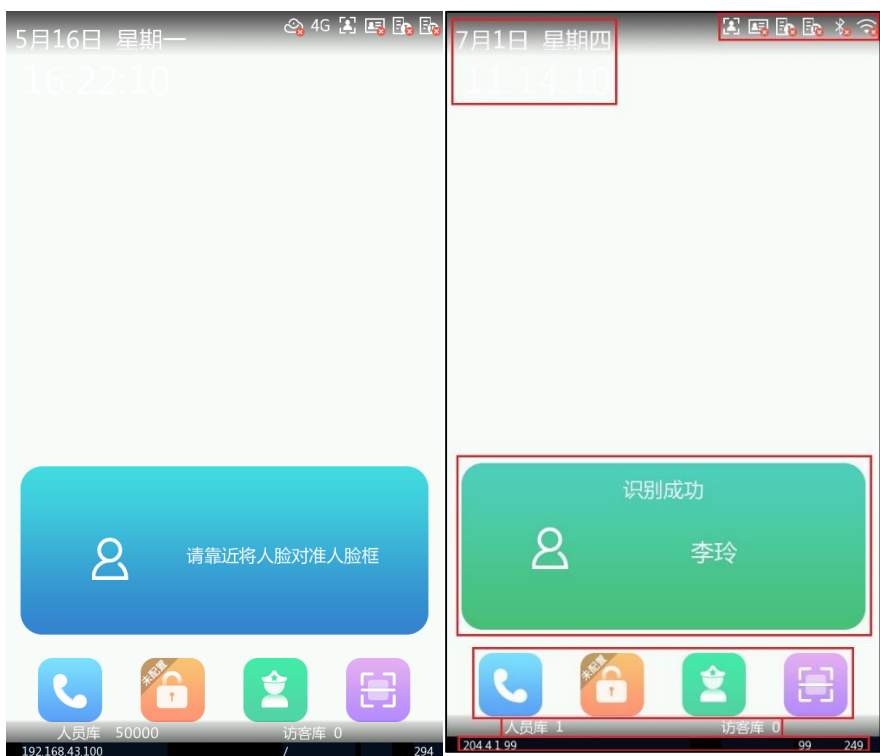 5月16日 星期一
4G
16:22:10
请靠近将人脸对准人脸框
未配置
人员库 50000
访客库 0
192.168.43.100
/
294
7月1日 星期四
11:14:10
识别成功
李玲
未配置
人员库 1
访客库 0
204.4.1.99
99
249